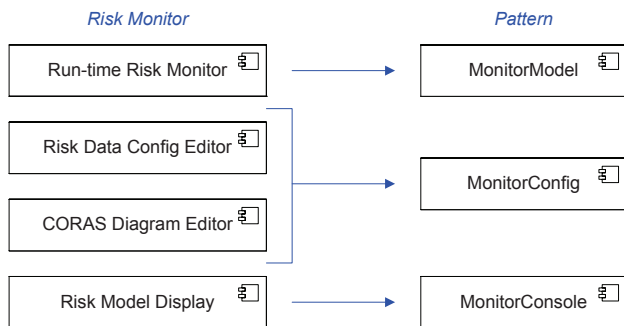 Risk Monitor
Pattern
Run-time Risk Monitor
MonitorModel
Risk Data Config Editor
MonitorConfig
CORAS Diagram Editor
Risk Model Display
MonitorConsole